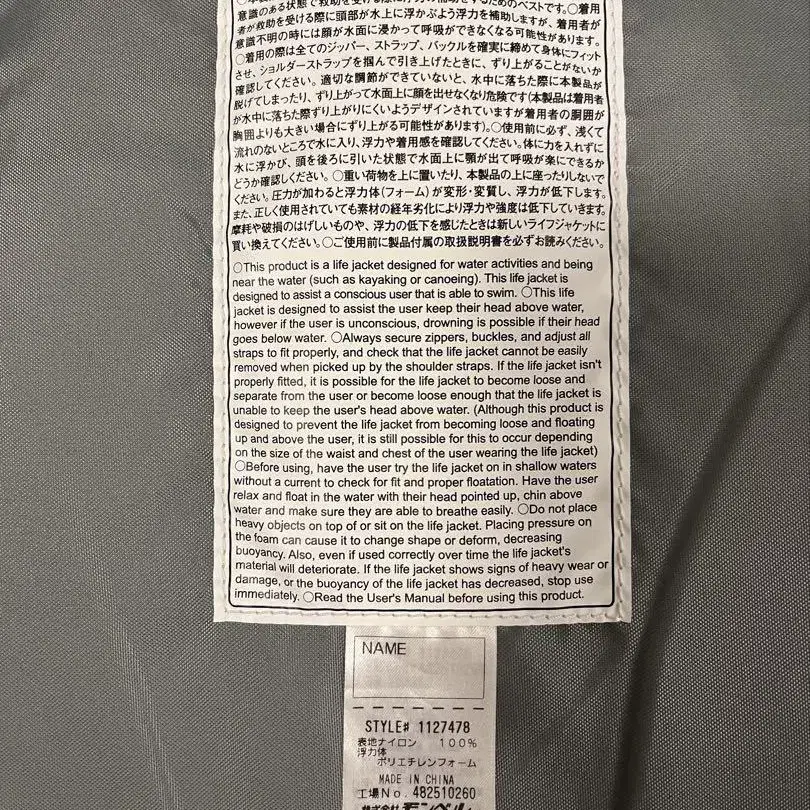 意識のある状態で救助を受ける際に浮力の補助をするためのベストです。○着用
者が救助を受ける際に頭部が水上に浮かぶよう浮力を補助しますが、着用者が
意識不明の時には顔が水面に浸かって呼吸ができなくなる可能性があります。
○着用の際は全てのジッパー、ストラップ、バックルを確実に締めて身体にフィット
させ、ショルダーストラップを掴んで引き上げたときに、ずり上がることがないか
確認してください。適切な調節ができていないと、水中に落ちた際に本製品が
脱げてしまったり、ずり上がって水面上に顔を出せなくなり危険です(本製品は着用者
が水中に落ちた際ずり上がりにくいようデザインされていますが着用者の胴囲が
胸囲よりも大きい場合にずり上がる可能性があります)。○使用前に必ず、浅くて
流れのないところで水に入り、浮力や着用感を確認してください。体に力を入れずに
水に浮かび、頭を後ろに引いた状態で水面上に顎が出て呼吸が楽にできるか
どうか確認してください。○重い荷物を上に置いたり、本製品の上に座ったりしないで
ください。圧力が加わると浮力体(フォーム)が変形・変質し、浮力が低下します。
また、正しく使用されていても素材の経年劣化により浮力や強度は低下していきます。
摩耗や破損のはげしいものや、浮力の低下を感じたときは新しいライフジャケットに
買い換えてください。○ご使用前に製品付属の取扱説明書を必ずお読みください。
○This product is a life jacket designed for water activities and being
near the water (such as kayaking or canoeing). This life jacket is
designed to assist a conscious user that is able to swim. ○This life
jacket is designed to assist the user keep their head above water,
however if the user is unconscious, drowning is possible if their head
goes below water. ○Always secure zippers, buckles, and adjust all
straps to fit properly, and check that the life jacket cannot be easily
removed when picked up by the shoulder straps. If the life jacket isn't
properly fitted, it is possible for the life jacket to become loose and
separate from the user or become loose enough that the life jacket is
unable to keep the user's head above water. (Although this product is
designed to prevent the life jacket from becoming loose and floating
up and above the user, it is still possible for this to occur depending
on the size of the waist and chest of the user wearing the life jacket)
○Before using, have the user try the life jacket on in shallow waters
without a current to check for fit and proper floatation. Have the user
relax and float in the water with their head pointed up, chin above
water and make sure they are able to breathe easily. ○Do not place
heavy objects on top of or sit on the life jacket. Placing pressure on
the foam can cause it to change shape or deform, decreasing
buoyancy. Also, even if used correctly over time the life jacket's
material will deteriorate. If the life jacket shows signs of heavy wear or
damage, or the buoyancy of the life jacket has decreased, stop use
immediately. ○Read the User's Manual before using this product.
NAME
STYLE# 1127478
表地ナイロン 100%
浮力体
ポリエチレンフォーム
MADE IN CHINA
工場No. 482510260
株式会社モンベル